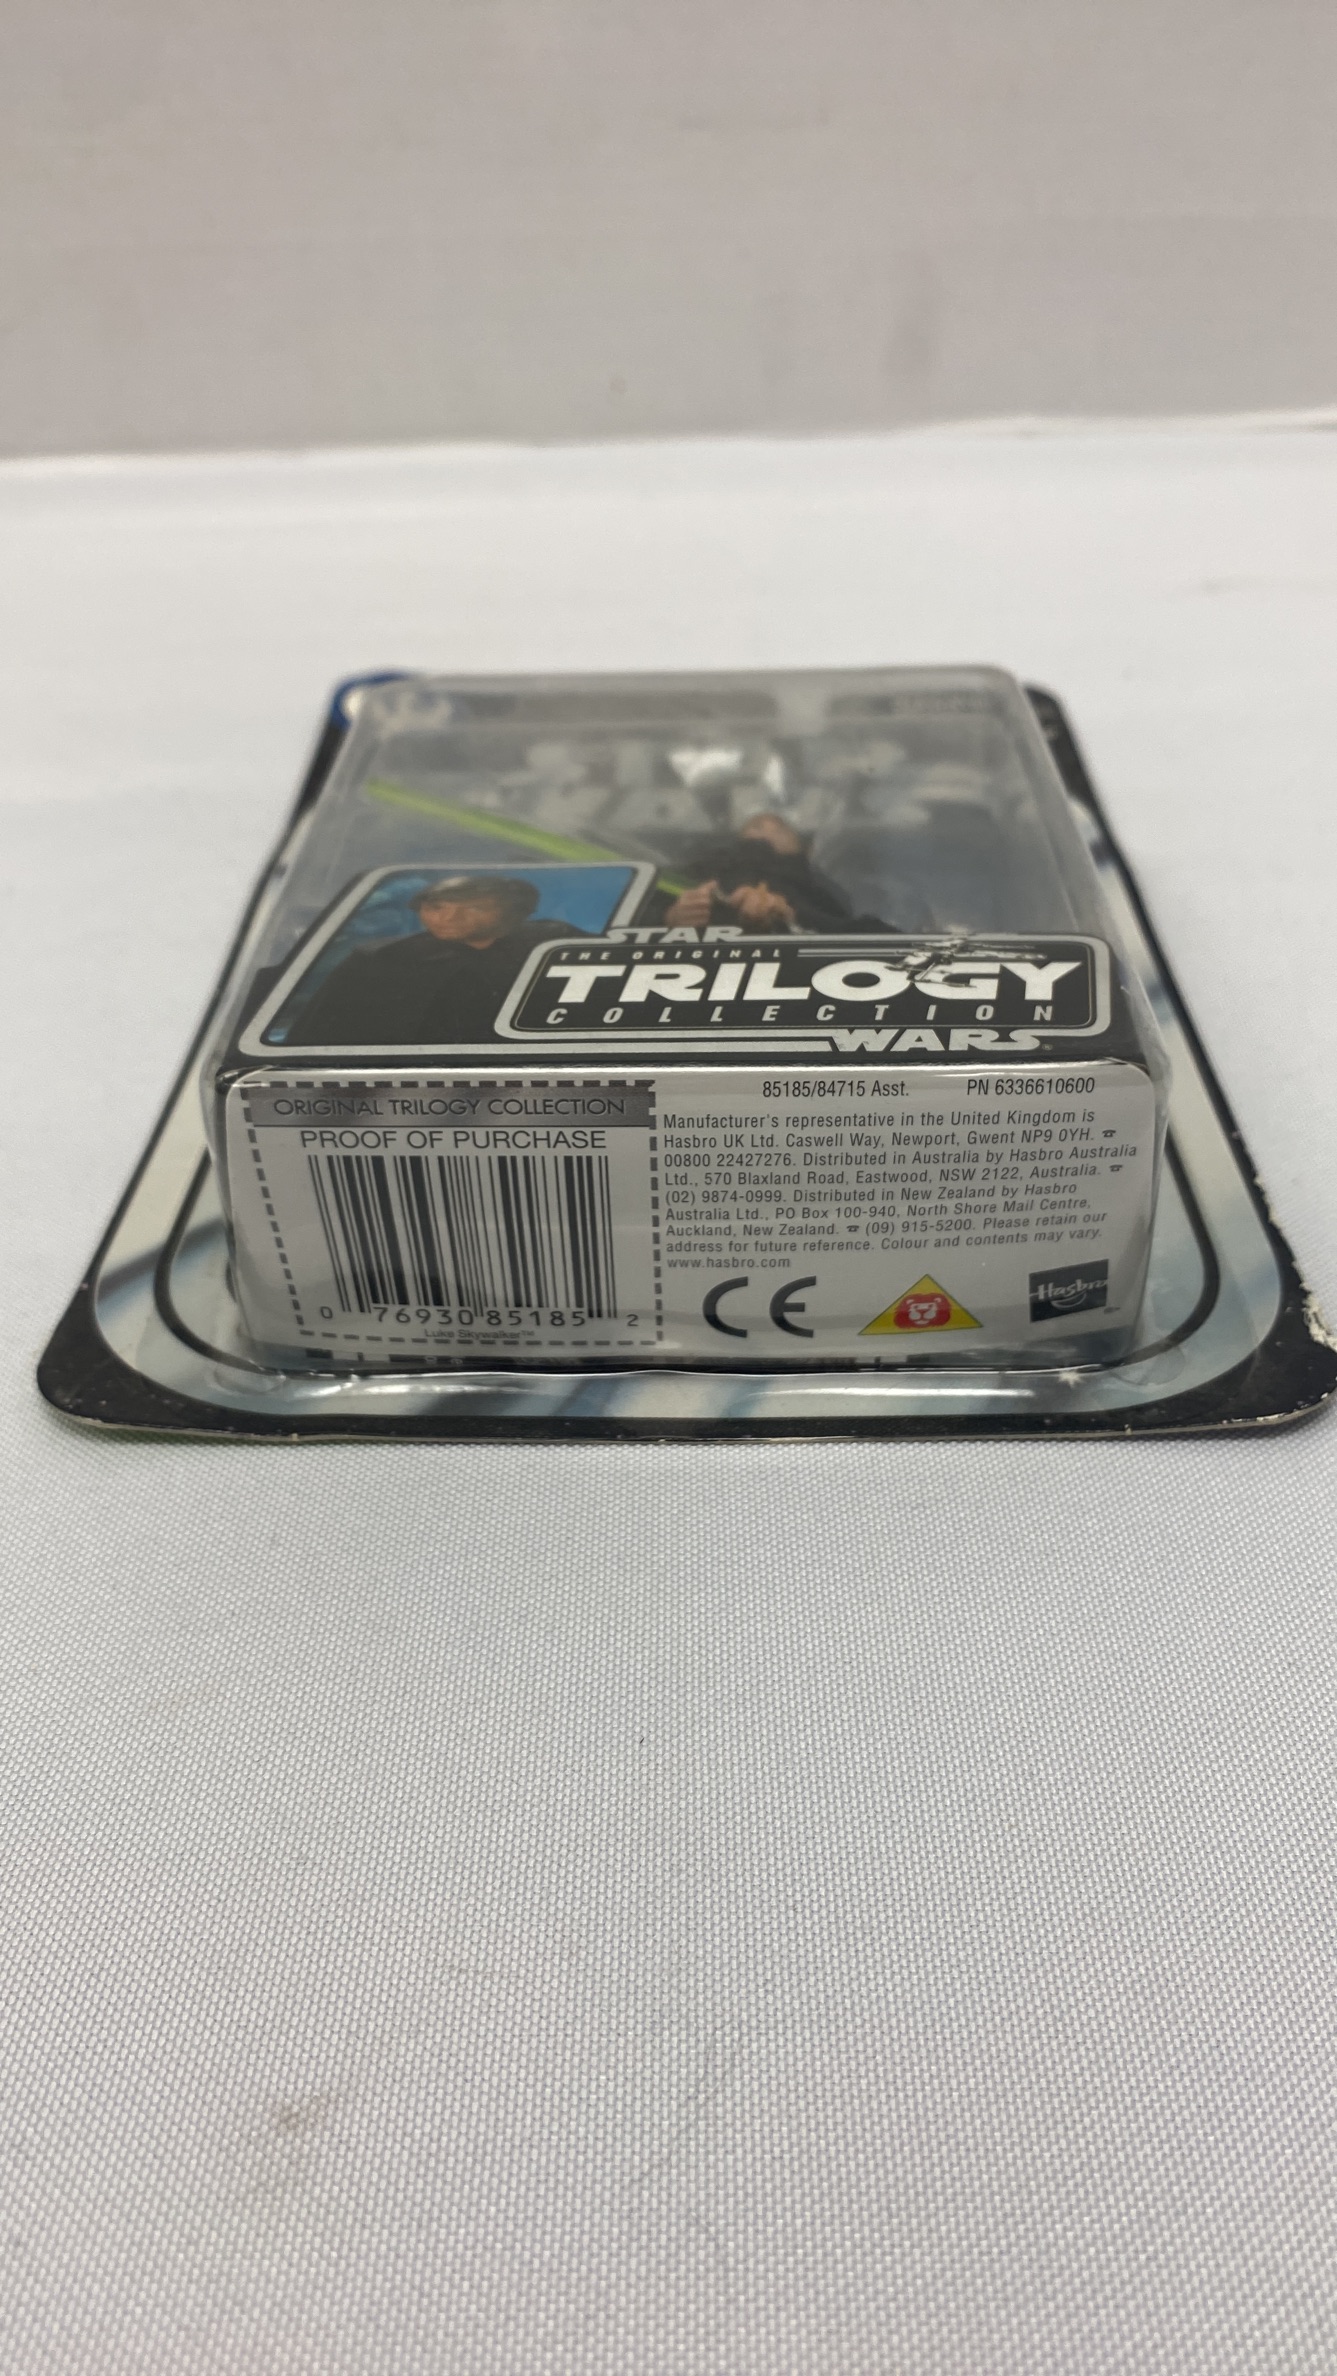 STAR
THE ORIGINAL
TRILOGY
COLLECTION
WARS
ORIGINAL TRILOGY COLLECTION
PROOF OF PURCHASE
0 76930 85185 2
Luke Skywalker™
85185/84715 Asst. PN 6336610600
Manufacturer's representative in the United Kingdom is
Hasbro UK Ltd. Caswell Way, Newport, Gwent NP9 0YH. ☎
00800 22427276. Distributed in Australia by Hasbro Australia
Ltd., 570 Blaxland Road, Eastwood, NSW 2122, Australia. ☎
(02) 9874-0999. Distributed in New Zealand by Hasbro
Australia Ltd., PO Box 100-940, North Shore Mail Centre,
Auckland, New Zealand. ☎ (09) 915-5200. Please retain our
address for future reference. Colour and contents may vary.
www.hasbro.com
CE
Hasbro